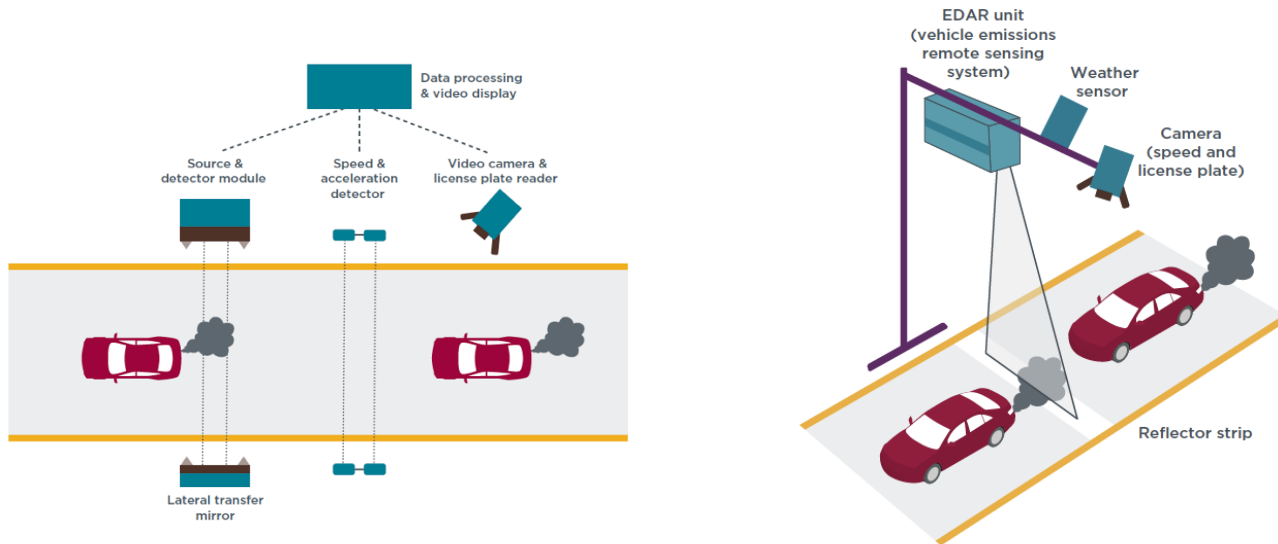 Data processing
& video display
Source &
detector module
Speed &
acceleration
detector
Video camera &
license plate reader
Lateral transfer
mirror
EDAR unit
(vehicle emissions
remote sensing
system)
Weather
sensor
Camera
(speed and
license plate)
Reflector strip